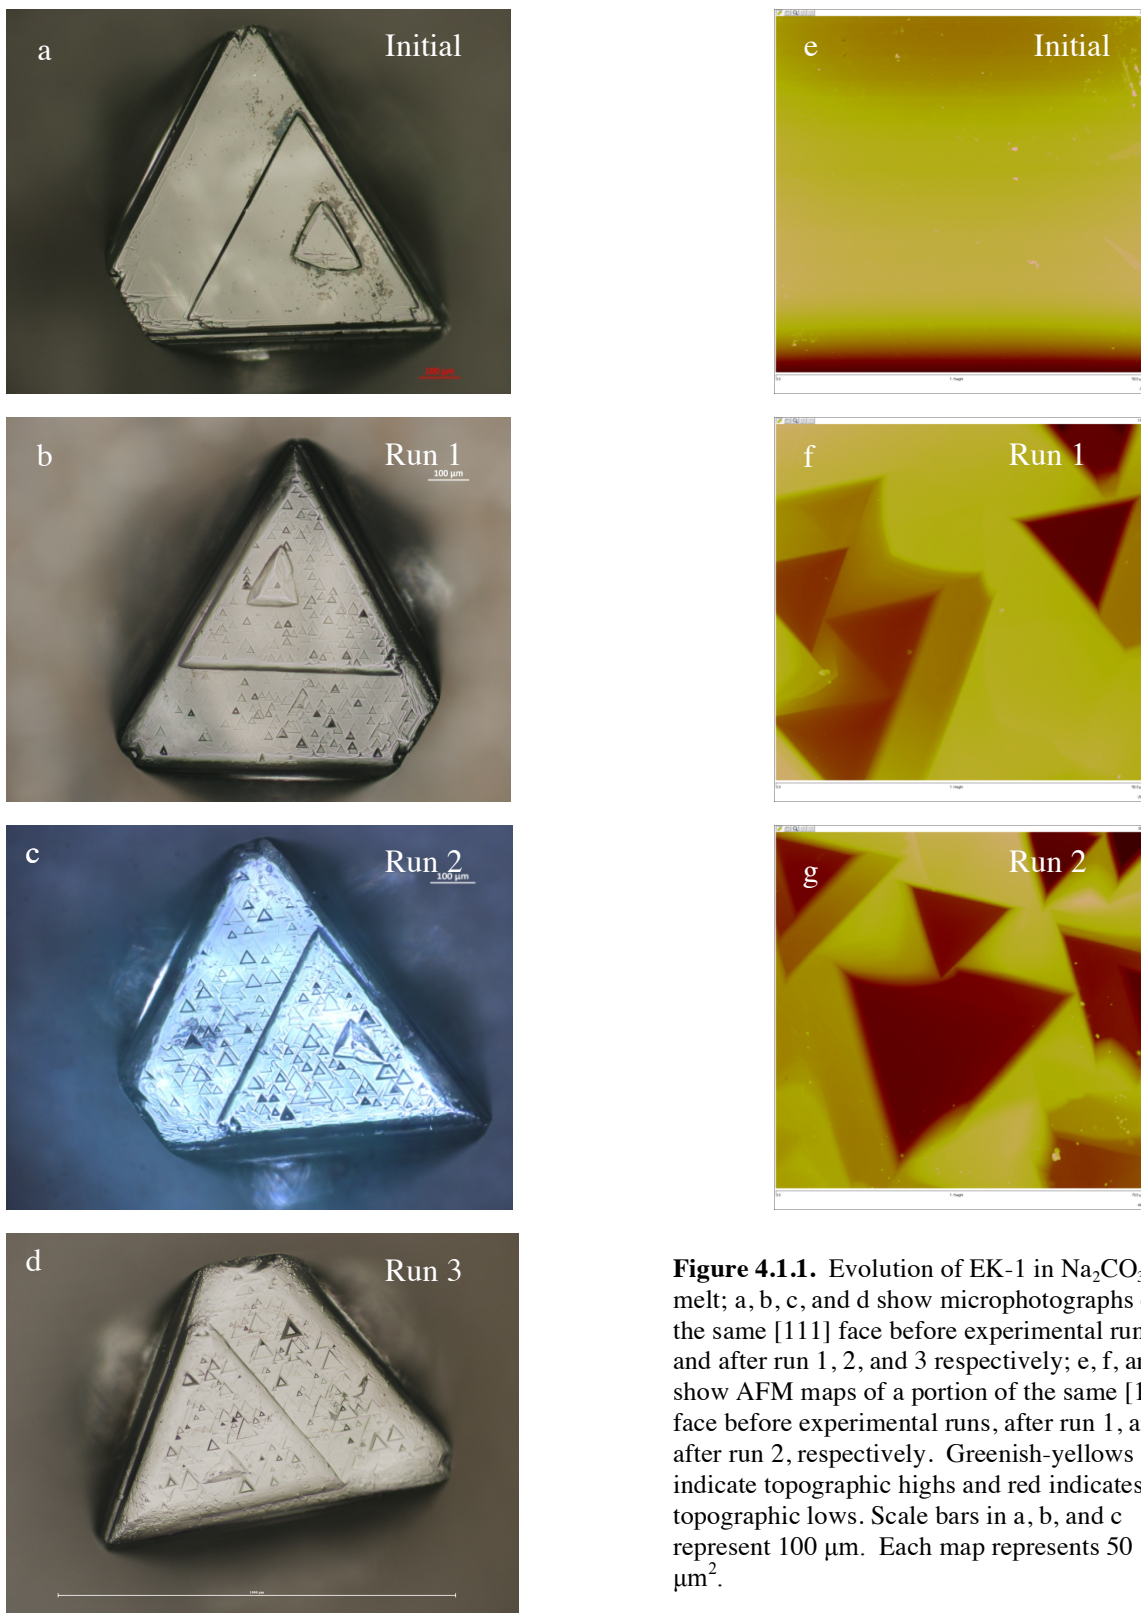 a
Initial
e
Initial
b
Run 1
100 µm
f
Run 1
c
Run 2
100 µm
g
Run 2
d
Run 3
Figure 4.1.1. Evolution of EK-1 in Na₂CO₃
melt; a, b, c, and d show microphotographs
the same [111] face before experimental run
and after run 1, 2, and 3 respectively; e, f, an
show AFM maps of a portion of the same [1
face before experimental runs, after run 1, a
after run 2, respectively. Greenish-yellows
indicate topographic highs and red indicates
topographic lows. Scale bars in a, b, and c
represent 100 µm. Each map represents 50
µm².